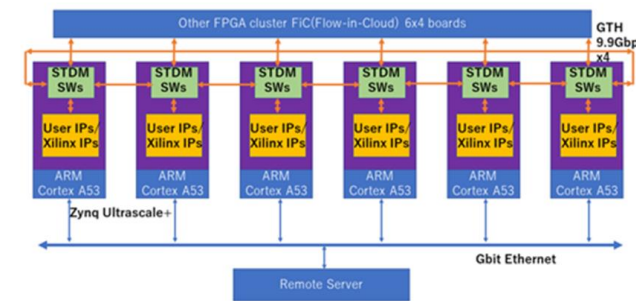 Other FPGA cluster FiC(Flow-in-Cloud) 6x4 boards
GTH
9.9Gbp
x4
STDM
SWs
STDM
SWs
STDM
SWs
STDM
SWs
STDM
SWs
STDM
SWs
User IPs/
Xilinx IPs
User IPs/
Xilinx IPs
User IPs/
Xilinx IPs
User IPs/
Xilinx IPs
User IPs/
Xilinx IPs
User IPs/
Xilinx IPs
ARM
Cortex A53
ARM
Cortex A53
ARM
Cortex A53
ARM
Cortex A53
ARM
Cortex A53
ARM
Cortex A53
Zynq Ultrascale+
Gbit Ethernet
Remote Server